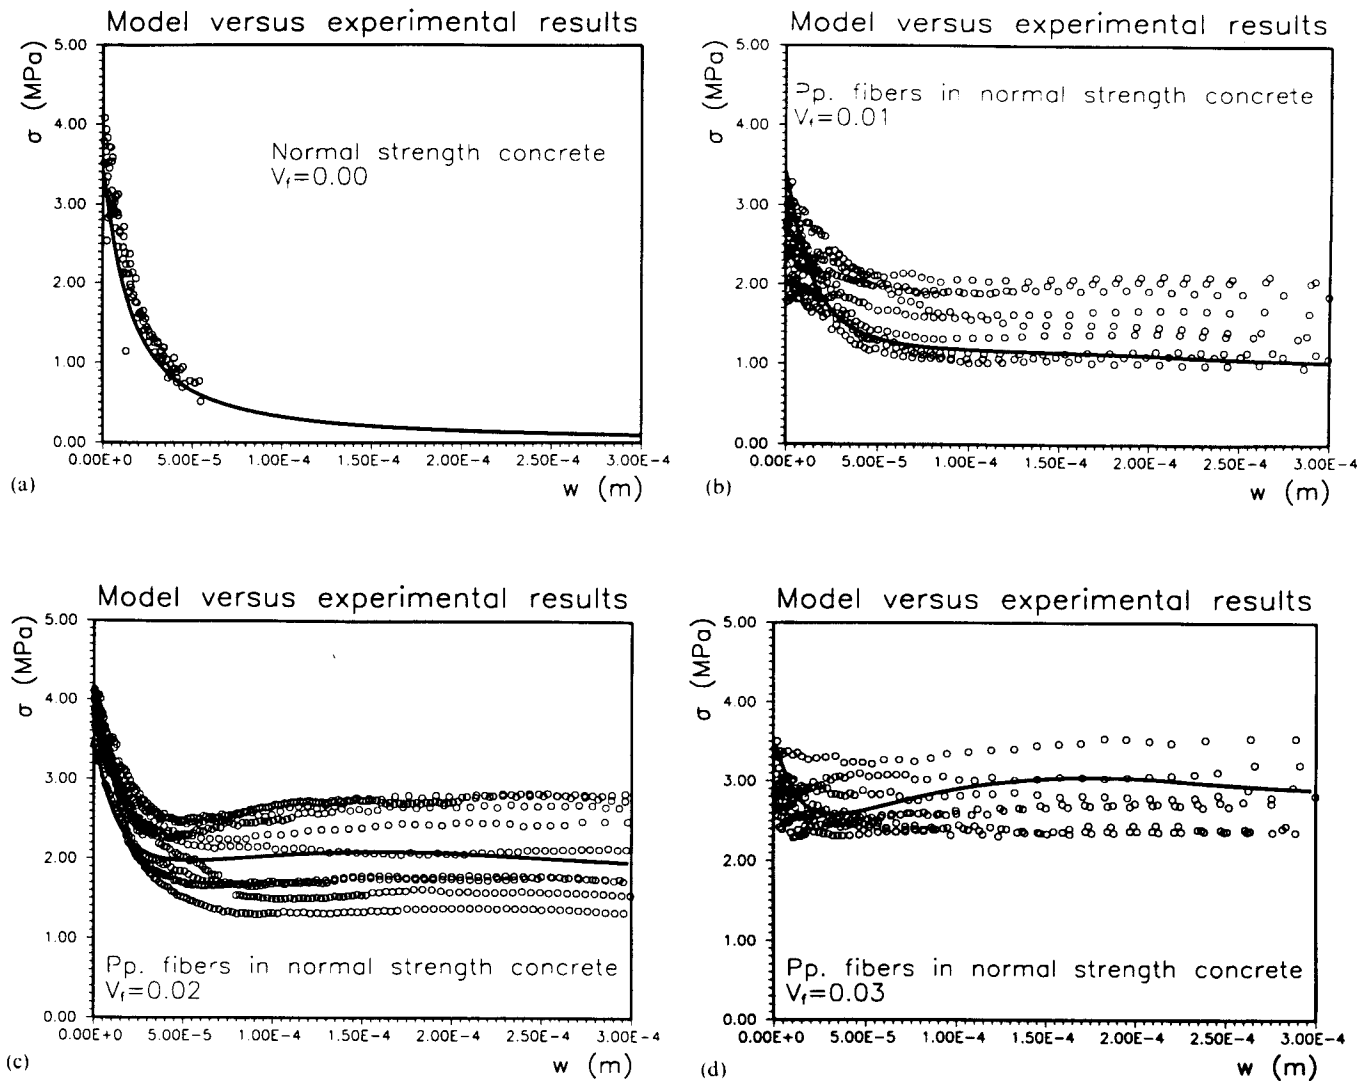 Model versus experimental results
σ (MPa)
5.00
4.00
3.00
2.00
1.00
0.00
Normal strength concrete
Vf=0.00
0.00E+0 5.00E-5 1.00E-4 1.50E-4 2.00E-4 2.50E-4 3.00E-4
w (m)
(a)
Model versus experimental results
σ (MPa)
5.00
4.00
3.00
2.00
1.00
0.00
Pp. fibers in normal strength concrete
Vf=0.01
0.00E+0 5.00E-5 1.00E-4 1.50E-4 2.00E-4 2.50E-4 3.00E-4
w (m)
(b)
Model versus experimental results
σ (MPa)
5.00
4.00
3.00
2.00
1.00
0.00
Pp. fibers in normal strength concrete
Vf=0.02
0.00E+0 5.00E-5 1.00E-4 1.50E-4 2.00E-4 2.50E-4 3.00E-4
w (m)
(c)
Model versus experimental results
σ (MPa)
5.00
4.00
3.00
2.00
1.00
0.00
Pp. fibers in normal strength concrete
Vf=0.03
0.00E+0 5.00E-5 1.00E-4 1.50E-4 2.00E-4 2.50E-4 3.00E-4
w (m)
(d)